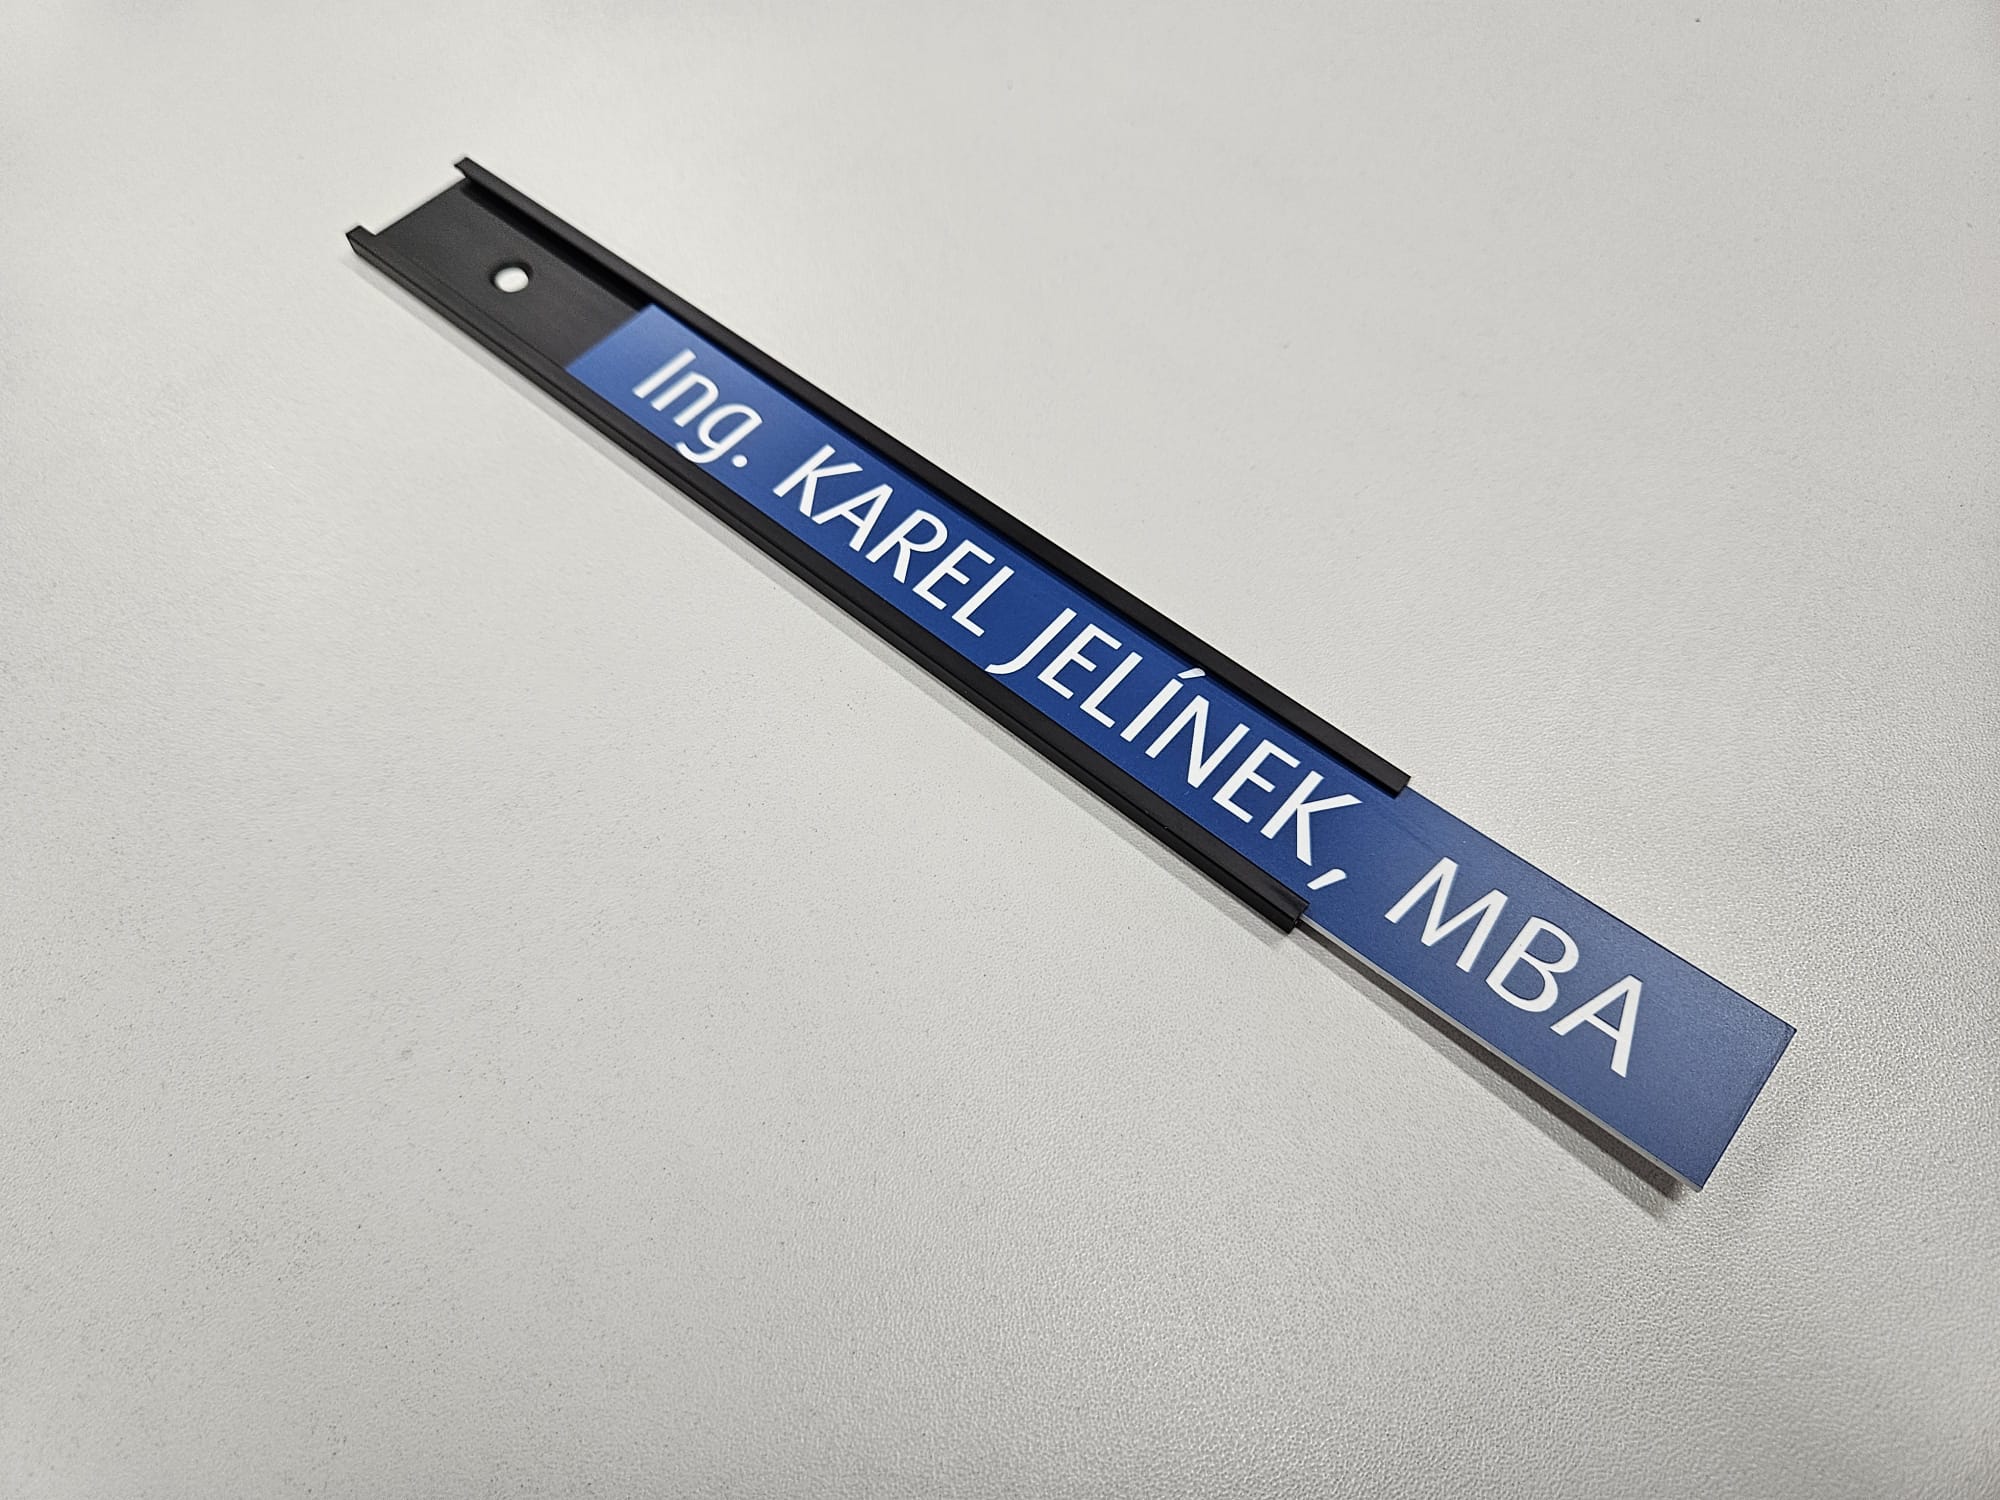 Ing. KAREL JELÍNEK, MBA